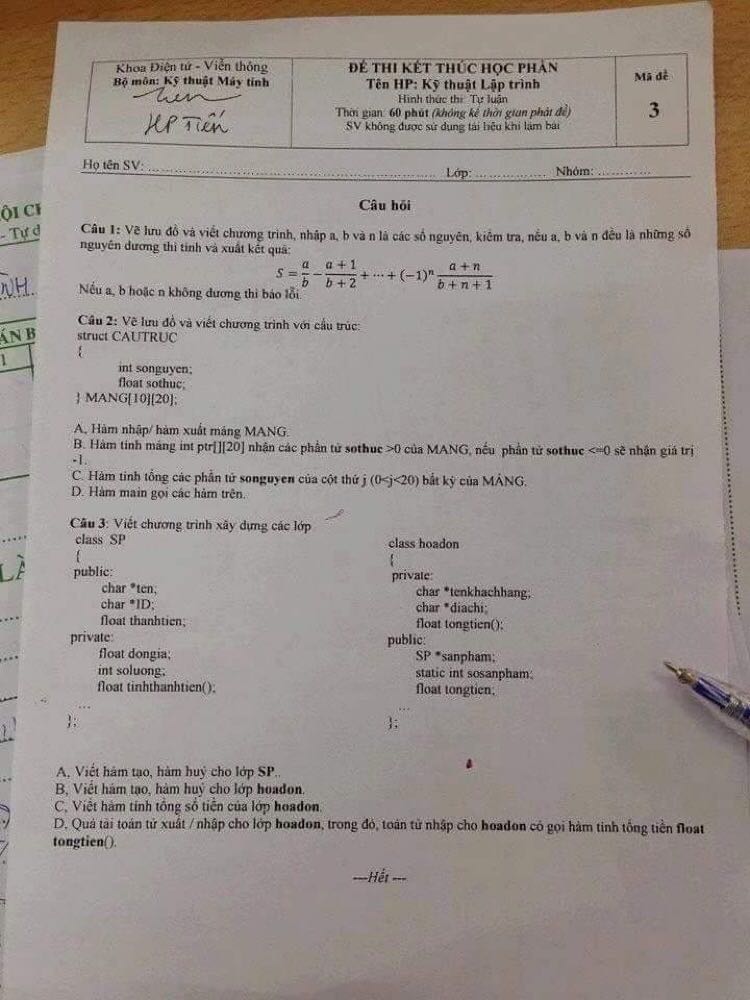 Khoa Điện tử - Viễn thông
Bộ môn: Kỹ thuật Máy tính
HP Tiến
ĐỀ THI KẾT THÚC HỌC PHẦN
Tên HP: Kỹ thuật Lập trình
Hình thức thi: Tự luận
Thời gian: 60 phút (không kể thời gian phát đề)
SV không được sử dụng tài liệu khi làm bài
Mã đề
3
Họ tên SV: ............ Lớp: ............ Nhóm: ............
Câu hỏi
Câu 1: Vẽ lưu đồ và viết chương trình, nhập a, b và n là các số nguyên, kiểm tra, nếu a, b và n đều là những số
nguyên dương thì tính và xuất kết quả:
S = a/b - (a + 1)/(b + 2) + ⋯ + (-1)^n (a + n)/(b + n + 1)
Nếu a, b hoặc n không dương thì báo lỗi.
Câu 2: Vẽ lưu đồ và viết chương trình với cấu trúc:
struct CAUTRUC
{
int songuyen;
float sothuc;
} MANG[10][20];
A. Hàm nhập/ hàm xuất mảng MANG.
B. Hàm tính mảng int ptr[][20] nhận các phần tử sothuc >0 của MANG, nếu phần tử sothuc <=0 sẽ nhận giá trị
-1.
C. Hàm tính tổng các phần tử songuyen của cột thứ j (0<j<20) bất kỳ của MẢNG.
D. Hàm main gọi các hàm trên.
Câu 3: Viết chương trình xây dựng các lớp
class SP
{
public:
char *ten;
char *ID;
float thanhtien;
private:
float dongia;
int soluong;
float tinhthanhtien();
...
};
class hoadon
{
private:
char *tenkhachhang;
char *diachi;
float tongtien();
public:
SP *sanpham;
static int sosanpham;
float tongtien;
...
};
A, Viết hàm tạo, hàm huỷ cho lớp SP..
B, Viết hàm tạo, hàm huỷ cho lớp hoadon.
C, Viết hàm tính tổng số tiền của lớp hoadon.
D, Quá tải toán tử xuất / nhập cho lớp hoadon, trong đó, toán tử nhập cho hoadon có gọi hàm tính tổng tiền float
tongtien().
---Hết ---